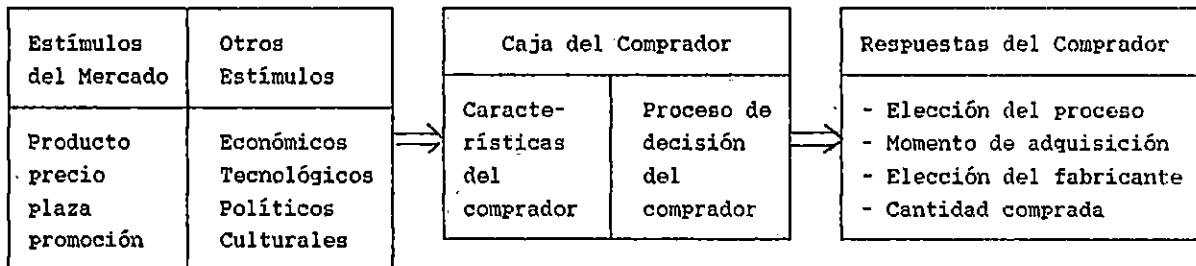 Estímulos
del Mercado
Otros
Estímulos
Producto
precio
plaza
promoción
Económicos
Tecnológicos
Políticos
Culturales
Caja del Comprador
Caracte-
rísticas
del
comprador
Proceso de
decisión
del
comprador
Respuestas del Comprador
- Elección del proceso
- Momento de adquisición
- Elección del fabricante
- Cantidad comprada